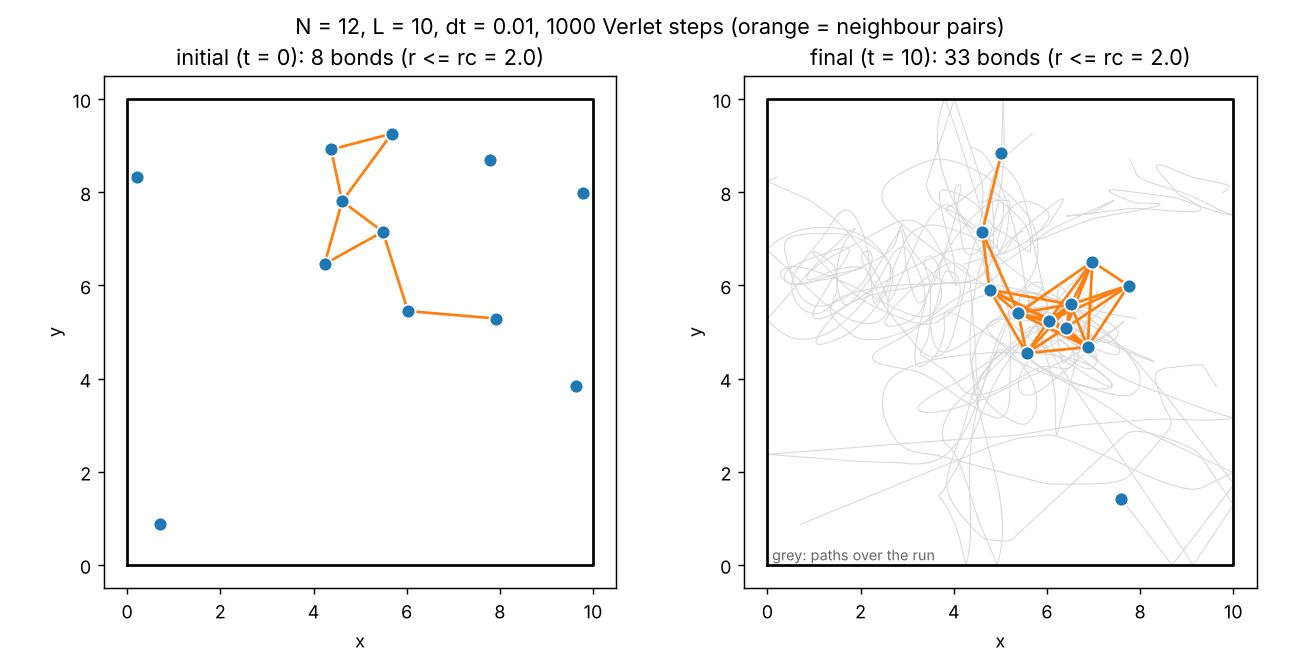 N = 12, L = 10, dt = 0.01, 1000 Verlet steps (orange = neighbour pairs)
initial (t = 0): 8 bonds (r <= rc = 2.0)
10
8
6
4
2
0
y
0 2 4 6 8 10
x
final (t = 10): 33 bonds (r <= rc = 2.0)
10
8
6
4
2
0
y
grey: paths over the run
0 2 4 6 8 10
x